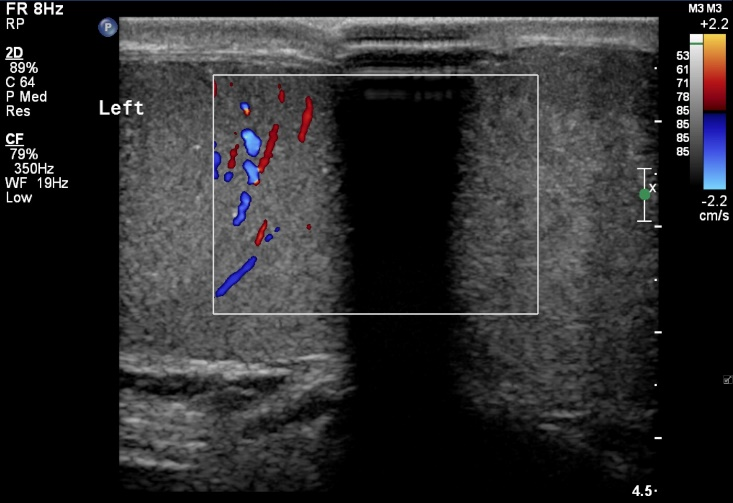 FR 8Hz
RP
2D
89%
C 64
P Med
Res
CF
79%
350Hz
WF 19Hz
Low
P
Left
M3 M3
+2.2
53
61
71
78
85
85
85
85
-2.2
cm/s
x
4.5